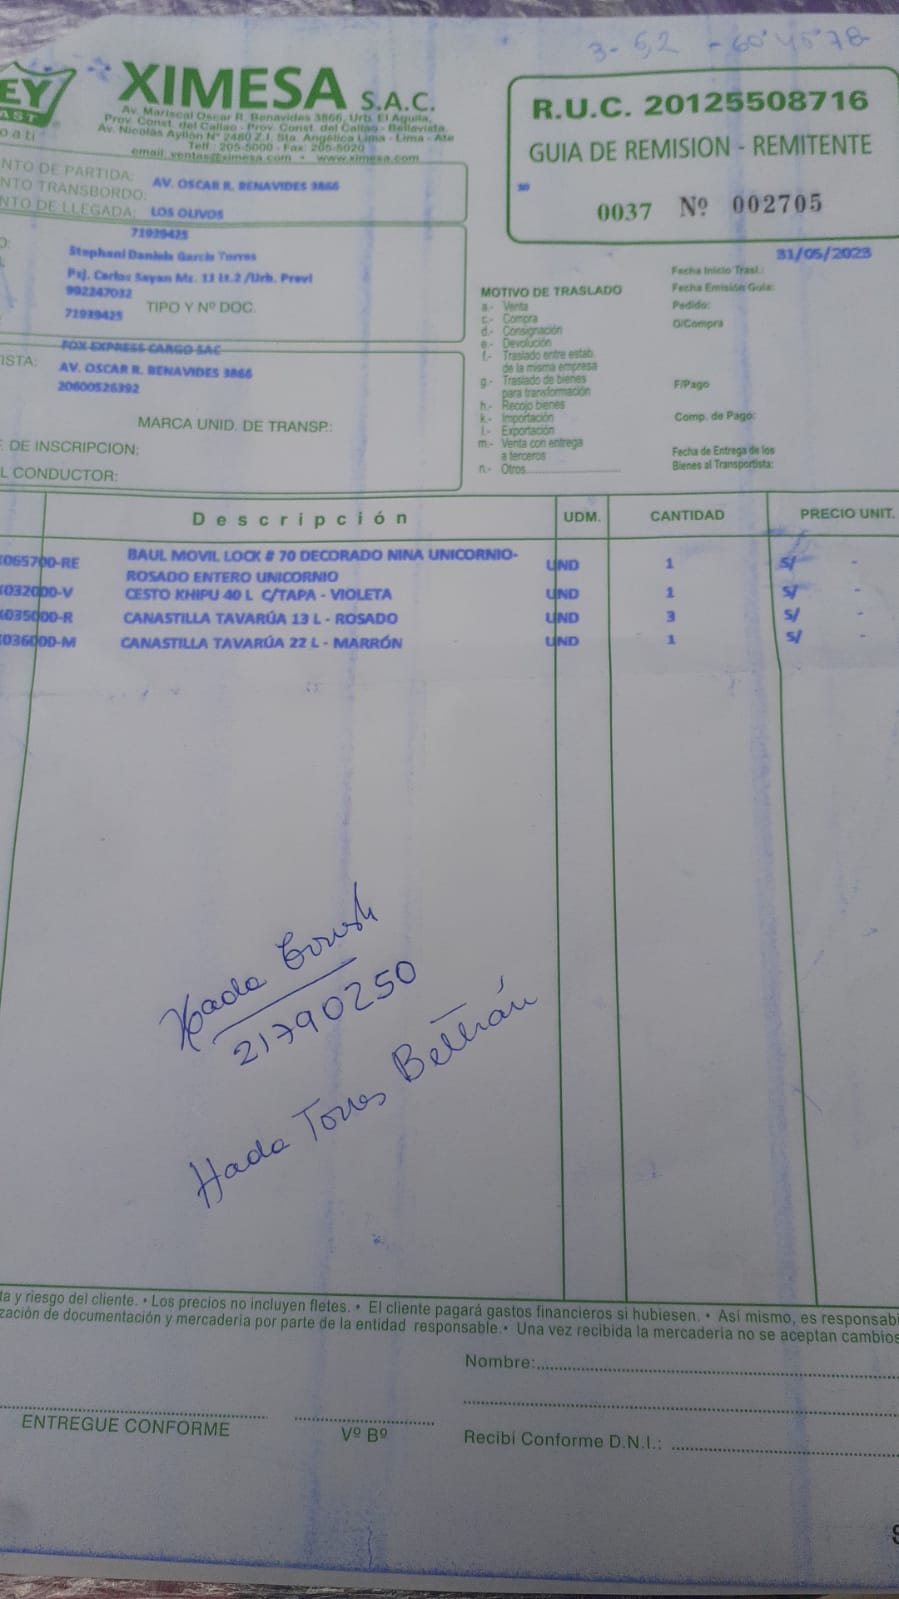 3-52 - 604578
EY
AST
XIMESA S.A.C.
Av. Mariscal Oscar R. Benavides 3866, Urb. El Aguila,
Prov. Const. del Callao - Prov. Const. del Callao - Bellavista.
Av. Nicolas Ayllon Nº 2480 Z.I. Sta. Angélica Lima - Lima - Ate
Telf.: 205-5000 - Fax: 205-5020
email: ventas@ximesa.com • www.ximesa.com
R.U.C. 20125508716
GUIA DE REMISION - REMITENTE
0037 Nº 002705
NTO DE PARTIDA: AV. OSCAR R. BENAVIDES 3866
NTO TRANSBORDO:
NTO DE LLEGADA: LOS OLIVOS
71939425
O: Stephani Daniela Garcia Torres
Psj. Carlos Sayan Mz. 11 Lt.2 /Urb. Provi
992247032
TIPO Y Nº DOC.
71939425
FOX EXPRESS CARGO SAC
ISTA: AV. OSCAR R. BENAVIDES 3866
20600526392
MARCA UNID. DE TRANSP.:
DE INSCRIPCION:
L CONDUCTOR:
31/05/2023
MOTIVO DE TRASLADO
a.- Venta
c.- Compra
d.- Consignación
e.- Devolución
f.- Traslado entre estab.
de la misma empresa
g.- Traslado de bienes
para transformación
h.- Recojo bienes
k.- Importación
l.- Exportación
m.- Venta con entrega
a terceros
n.- Otros
Fecha Inicio Trasl.:
Fecha Emisión Guía:
Pedido:
O/Compra
F/Pago
Comp. de Pago:
Fecha de Entrega de los
Bienes al Transportista:
Descripción UDM. CANTIDAD PRECIO UNIT.
065700-RE BAUL MOVIL LOCK # 70 DECORADO NINA UNICORNIO- UND 1 S/ -
ROSADO ENTERO UNICORNIO
032000-V CESTO KHIPU 40 L C/TAPA - VIOLETA UND 1 S/ -
035000-R CANASTILLA TAVARÚA 13 L - ROSADO UND 3 S/ -
036000-M CANASTILLA TAVARÚA 22 L - MARRÓN UND 1 S/ -
21790250
Hada Torres Beltrán
ta y riesgo del cliente. • Los precios no incluyen fletes. • El cliente pagará gastos financieros si hubiesen. • Así mismo, es responsabi
zación de documentación y mercadería por parte de la entidad responsable. • Una vez recibida la mercadería no se aceptan cambios
Nombre:
ENTREGUE CONFORME
Vº Bº
Recibí Conforme D.N.I.: